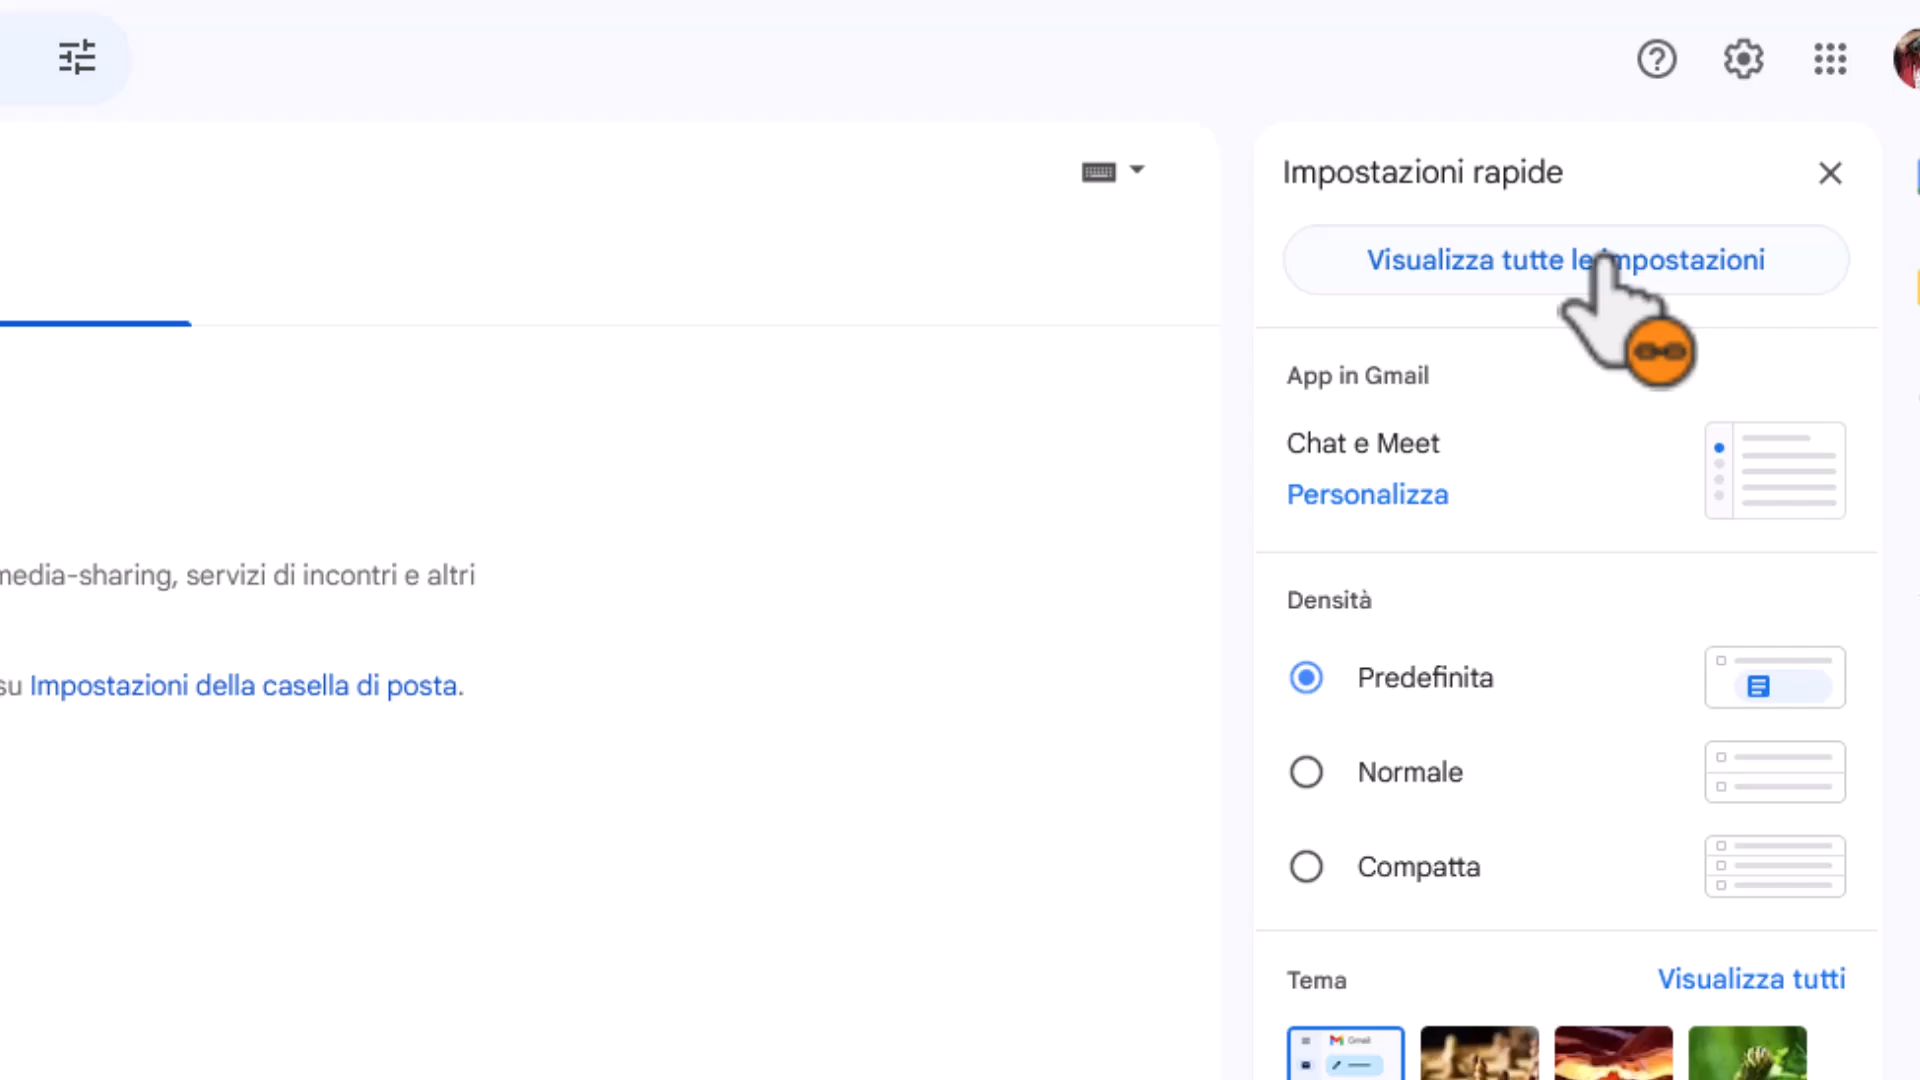 Impostazioni rapide
Visualizza tutte le impostazioni
App in Gmail
Chat e Meet
Personalizza
media-sharing, servizi di incontri e altri
Densità
su Impostazioni della casella di posta.
Predefinita
Normale
Compatta
Tema
Visualizza tutti
Gmail